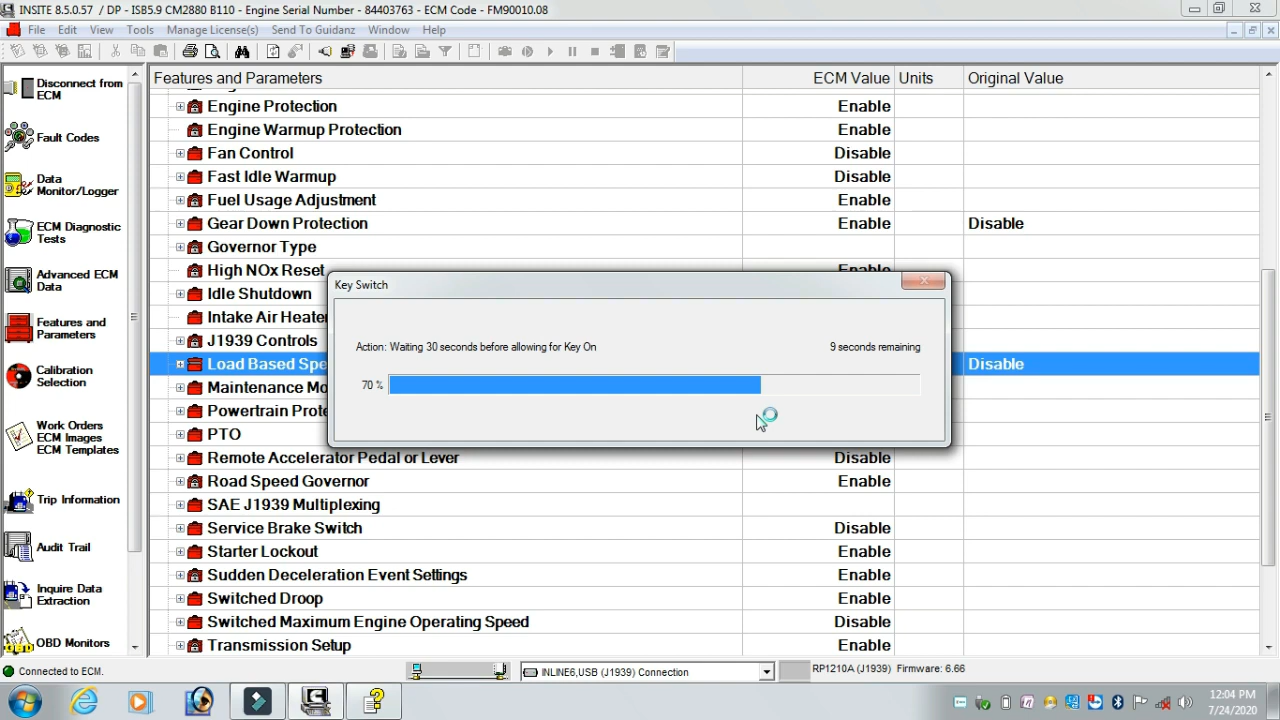 INSITE 8.5.0.57 / DP - ISB5.9 CM2880 B110 - Engine Serial Number - 84403763 - ECM Code - FM90010.08
File Edit View Tools Manage License(s) Send To Guidanz Window Help
Disconnect from
ECM
Fault Codes
Data
Monitor/Logger
ECM Diagnostic
Tests
Advanced ECM
Data
Features and
Parameters
Calibration
Selection
Work Orders
ECM Images
ECM Templates
Trip Information
Audit Trail
Inquire Data
Extraction
OBD Monitors
Features and Parameters ECM Value Units Original Value
Engine Protection Enable
Engine Warmup Protection Enable
Fan Control Disable
Fast Idle Warmup Disable
Fuel Usage Adjustment Enable
Gear Down Protection Enable Disable
Governor Type
High NOx Reset Enable
Idle Shutdown
Intake Air Heater
J1939 Controls
Load Based Spe Disable
Maintenance Mo
Powertrain Prote
PTO
Remote Accelerator Pedal or Lever Disable
Road Speed Governor Enable
SAE J1939 Multiplexing
Service Brake Switch Disable
Starter Lockout Enable
Sudden Deceleration Event Settings Enable
Switched Droop Enable
Switched Maximum Engine Operating Speed Disable
Transmission Setup Enable
Key Switch
Action: Waiting 30 seconds before allowing for Key On 9 seconds remaining
70 %
Connected to ECM. INLINE6,USB (J1939) Connection RP1210A (J1939) Firmware: 6.66
12:04 PM
7/24/2020